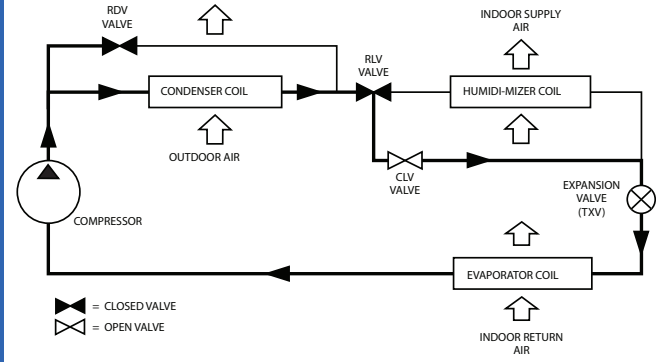 RDV
VALVE
INDOOR SUPPLY
AIR
RLV
VALVE
CONDENSER COIL
HUMIDI-MIZER COIL
OUTDOOR AIR
CLV
VALVE
EXPANSION
VALVE
(TXV)
COMPRESSOR
EVAPORATOR COIL
= CLOSED VALVE
= OPEN VALVE
INDOOR RETURN
AIR